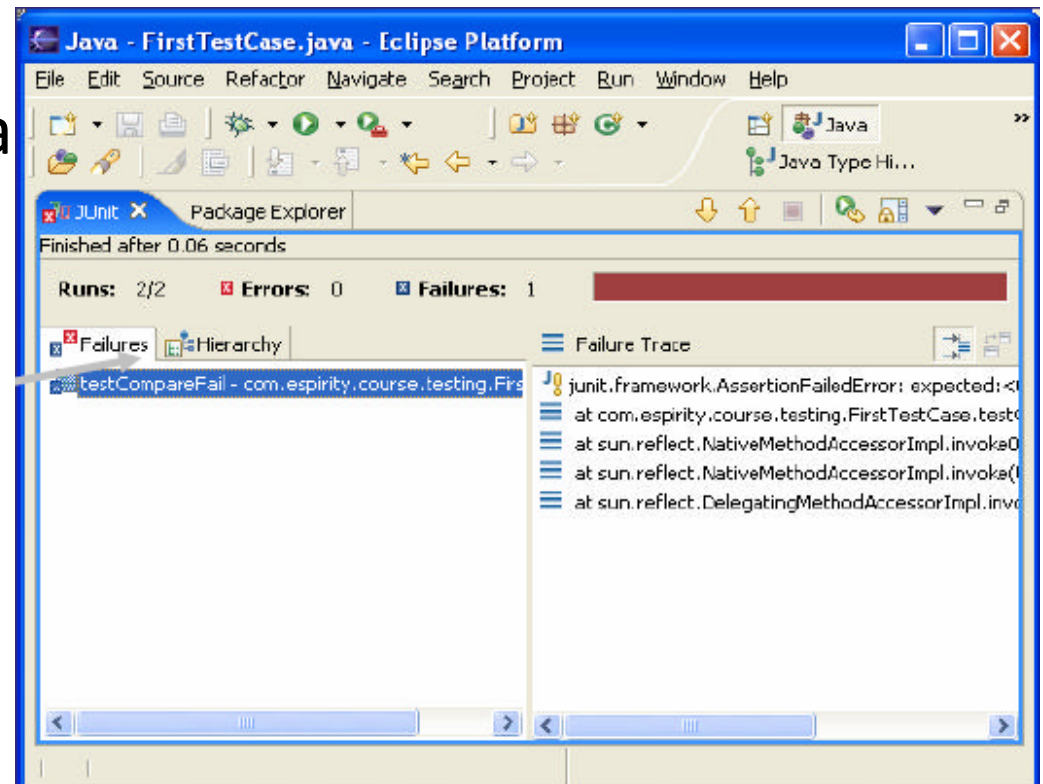 Java - FirstTestCase.java - Eclipse Platform
File Edit Source Refactor Navigate Search Project Run Window Help
a
Java
»
Java Type Hi...
JUnit Package Explorer
Finished after 0.06 seconds
Runs: 2/2 Errors: 0 Failures: 1
Failures Hierarchy
Failure Trace
testCompareFail - com.espirity.course.testing.Firs
junit.framework.AssertionFailedError: expected:<
at com.espirity.course.testing.FirstTestCase.test
at sun.reflect.NativeMethodAccessorImpl.invoke0
at sun.reflect.NativeMethodAccessorImpl.invoke(
at sun.reflect.DelegatingMethodAccessorImpl.invo